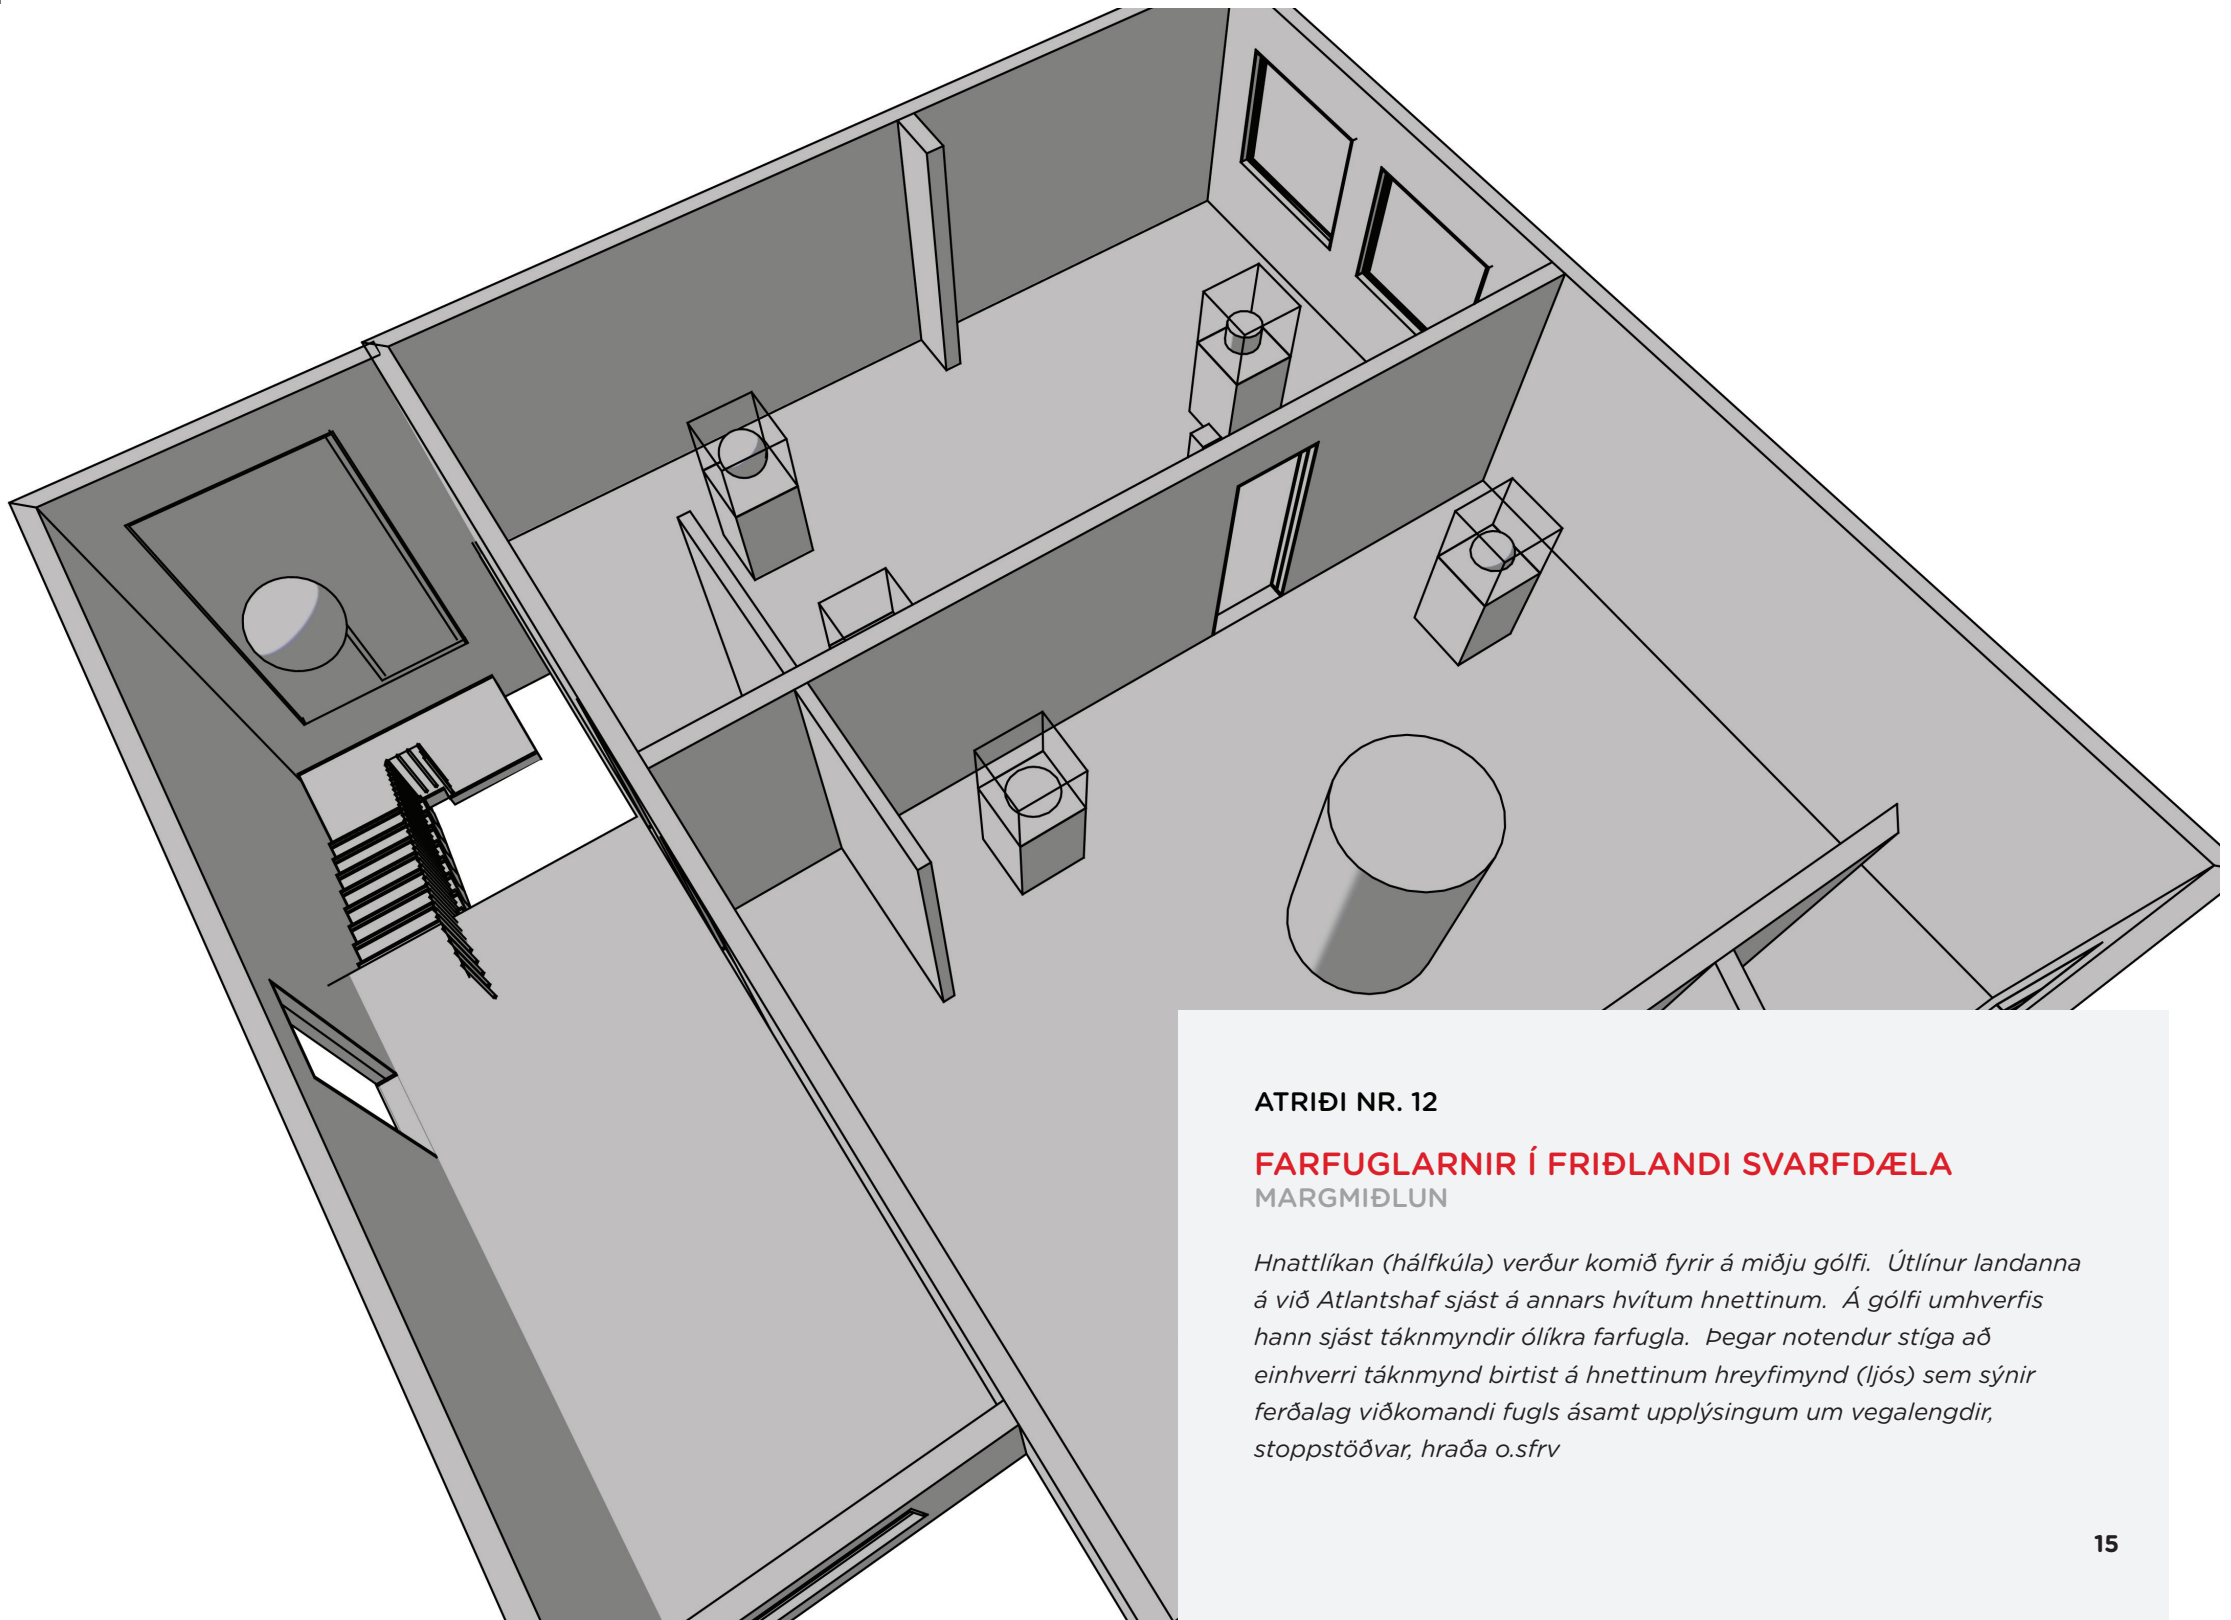 ATRIÐI NR. 12
FARFUGLARNIR Í FRIÐLANDI SVARFDÆLA
MARGMIÐLUN
Hnattlíkan (hálfkúla) verður komið fyrir á miðju gólfi.  Útlínur landanna
á við Atlantshaf sjást á annars hvítum hnettinum.  Á gólfi umhverfis
hann sjást táknmyndir ólíkra farfugla.  Þegar notendur stíga að
einhverri táknmynd birtist á hnettinum hreyfimynd (ljós) sem sýnir
ferðalag viðkomandi fugls ásamt upplýsingum um vegalengdir,
stoppstöðvar, hraða o.sfrv
15